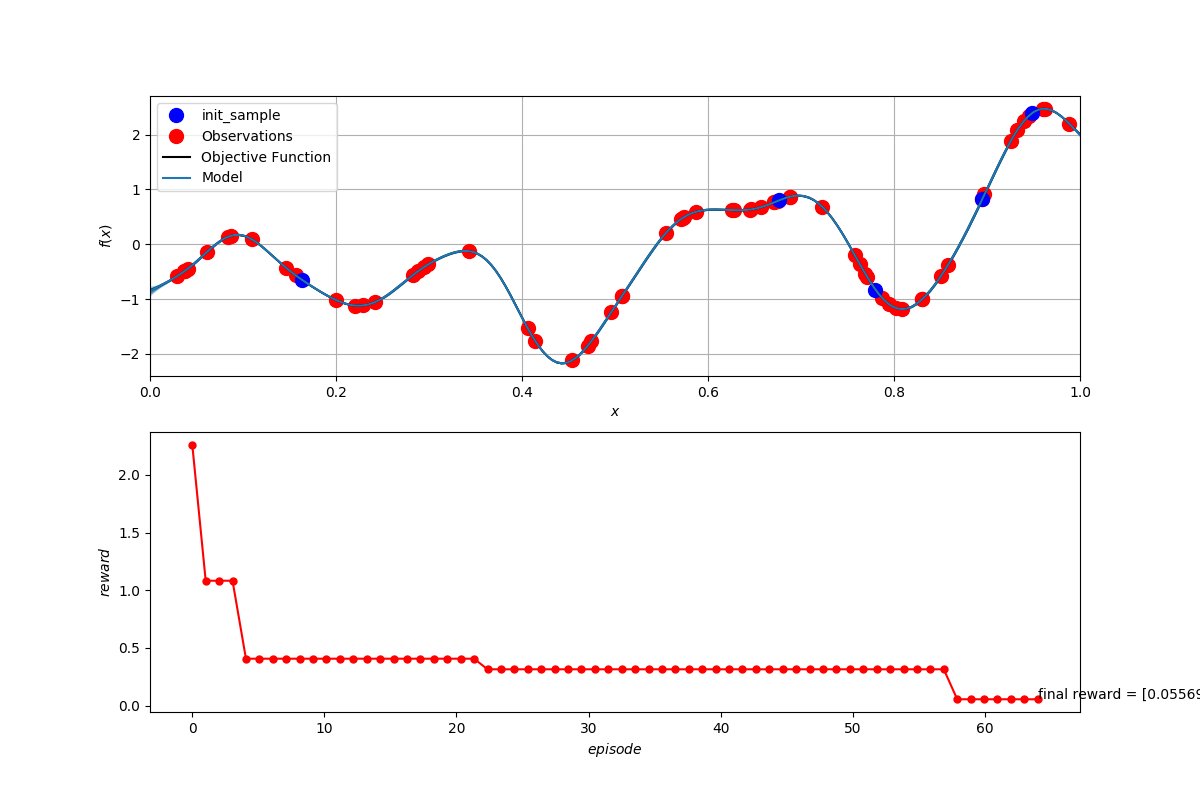 init_sample
Observations
Objective Function
Model
f(x)
2
1
0
−1
−2
0.0 0.2 0.4 0.6 0.8 1.0
x
reward
2.0
1.5
1.0
0.5
0.0
final reward = [0.05569
0 10 20 30 40 50 60
episode